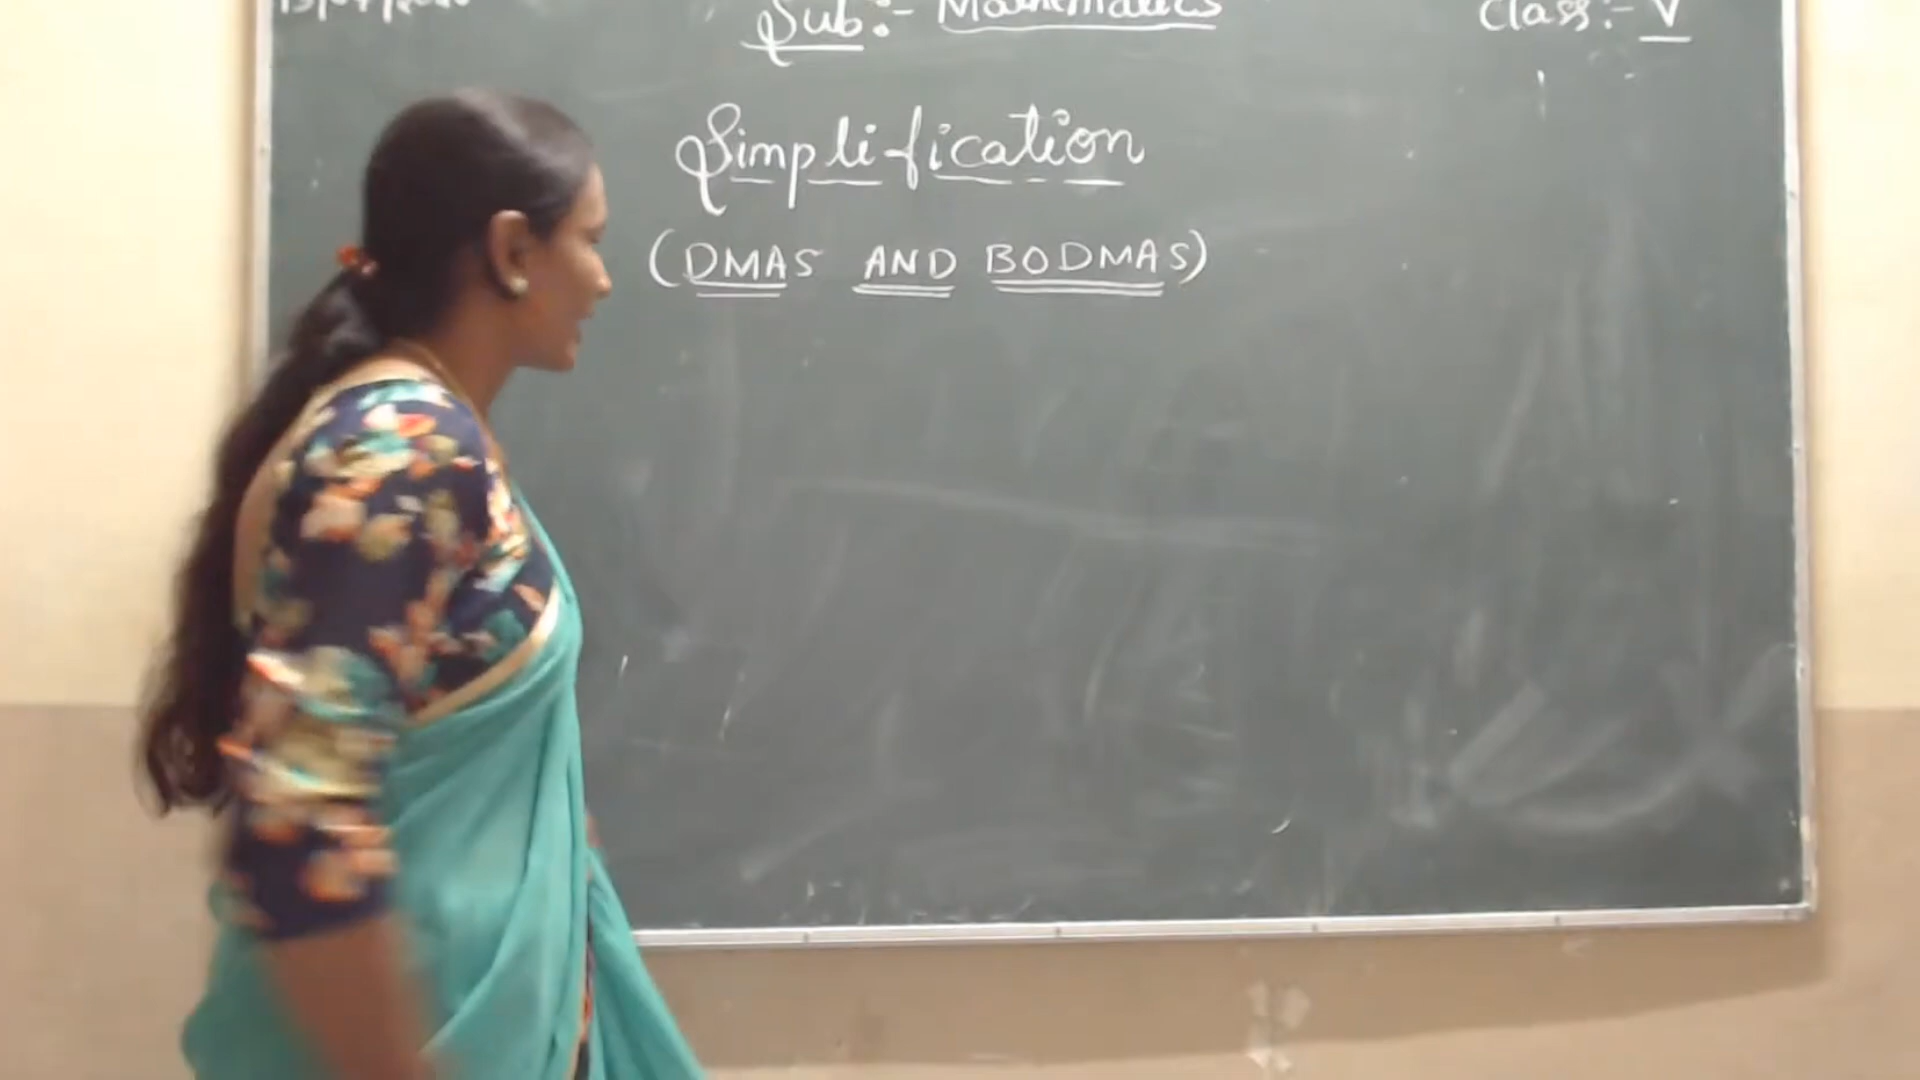 Sub:- Mathematics Class:- V
Simplification
(DMAS AND BODMAS)